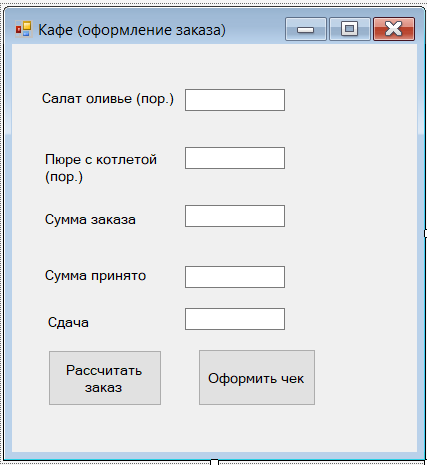 Кафе (оформление заказа)
Салат оливье (пор.)
Пюре с котлетой
(пор.)
Сумма заказа
Сумма принято
Сдача
Рассчитать
заказ
Оформить чек